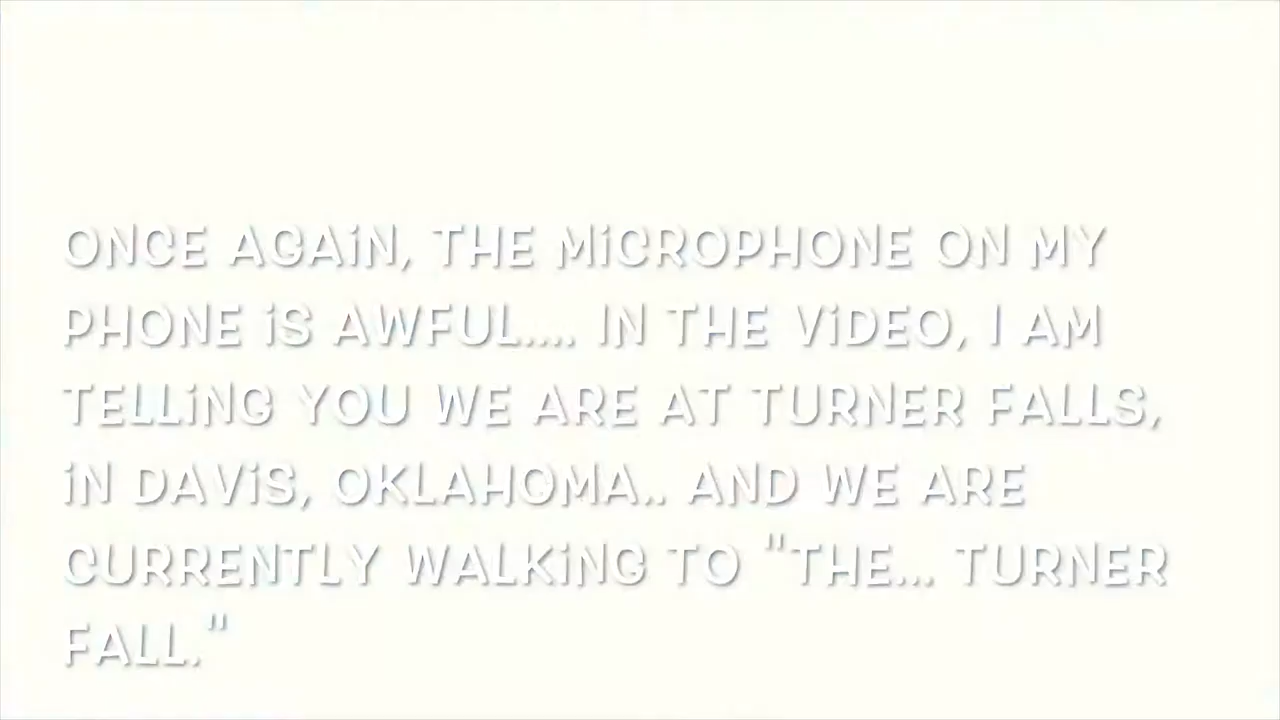 ONCE AGAiN, THE MiCROPHONE ON MY
PHONE iS AWFUL.... IN THE ViDEO, I AM
TELLiNG YOU WE ARE AT TURNER FALLS,
iN DAViS, OKLAHOMA.. AND WE ARE
CURRENTLY WALKiNG TO "THE... TURNER
FALL."